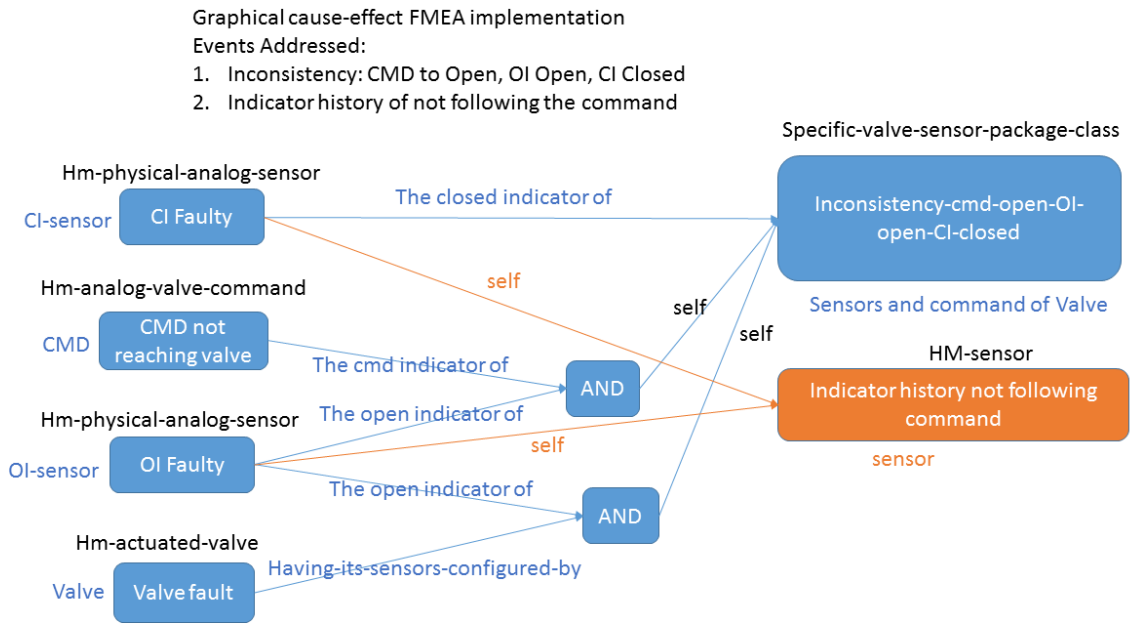 Graphical cause-effect FMEA implementation
Events Addressed:
1. Inconsistency: CMD to Open, OI Open, CI Closed
2. Indicator history of not following the command
Specific-valve-sensor-package-class
Hm-physical-analog-sensor
The closed indicator of
CI-sensor
CI Faulty
Inconsistency-cmd-open-OI-
open-CI-closed
self
Hm-analog-valve-command
self
Sensors and command of Valve
CMD
CMD not
reaching valve
self
HM-sensor
The cmd indicator of
AND
Indicator history not following
command
Hm-physical-analog-sensor
The open indicator of
self
sensor
OI-sensor
OI Faulty
The open indicator of
AND
Hm-actuated-valve
Having-its-sensors-configured-by
Valve
Valve fault